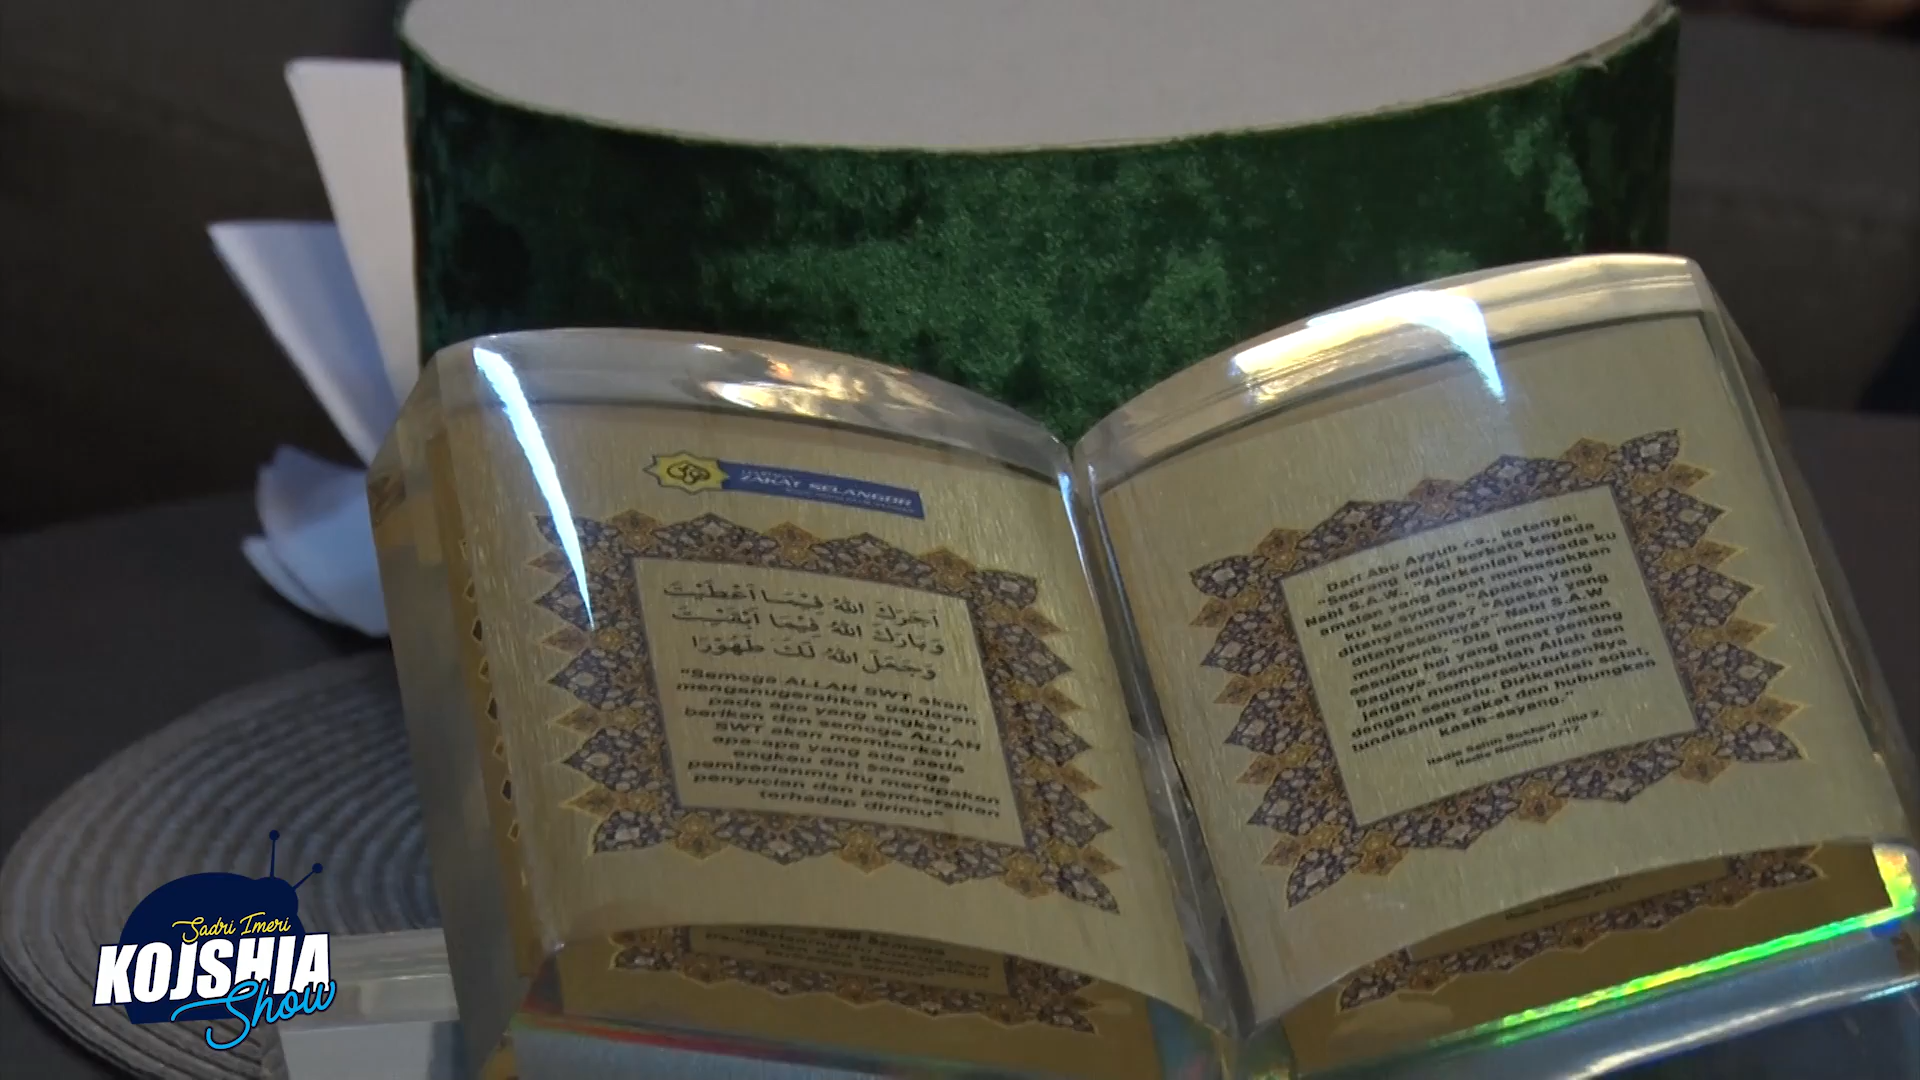 ZAKAT SELANGOR
آجَرَكَ اللهُ فِيْمَا أَعْطَيْتَ
وَبَارَكَ اللهُ فِيْمَا أَبْقَيْتَ
وَجَعَلَ اللهُ لَكَ طَهُوْرًا
"Semoga ALLAH SWT akan
menganugerahkan ganjaran
pada apa yang engkau
berikan dan semoga ALLAH
SWT akan memberkati
apa-apa yang ada pada
engkau dan semoga
pemberianmu itu merupakan
penyucian dan pembersihan
terhadap dirimu"
Dari Abu Ayyub r.a., katanya:
"Seorang lelaki berkata kepada
Nabi S.A.W., "Ajarkanlah kepada ku
amalan yang dapat memasukkan
ku ke syurga. "Apakah yang
ditanyakannya? "Apakah yang
ditanyakannya?" Nabi S.A.W
menjawab, "Dia menanyakan
sesuatu hal yang amat penting
baginya. Sembahlah Allah dan
jangan mempersekutukanNya
dengan sesuatu. Dirikanlah solat,
tunaikanlah zakat dan hubungkan
kasih-sayang."
Hadis Sahih Bukhari Jilid 2.
Hadis Nombor 0717
Sadri Imeri
KOJSHIA
Show